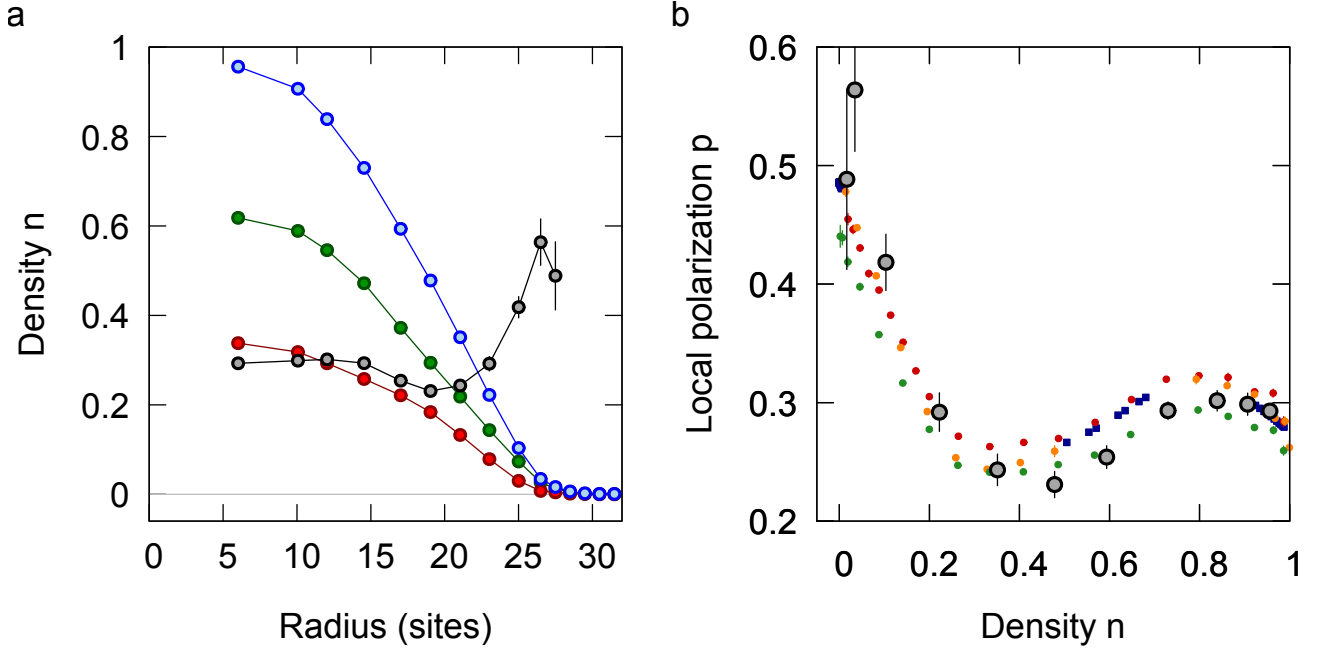 a
1
0.8
0.6
0.4
0.2
0
Density n
0 5 10 15 20 25 30
Radius (sites)
b
0.6
0.5
0.4
0.3
0.2
Local polarization p
0 0.2 0.4 0.6 0.8 1
Density n